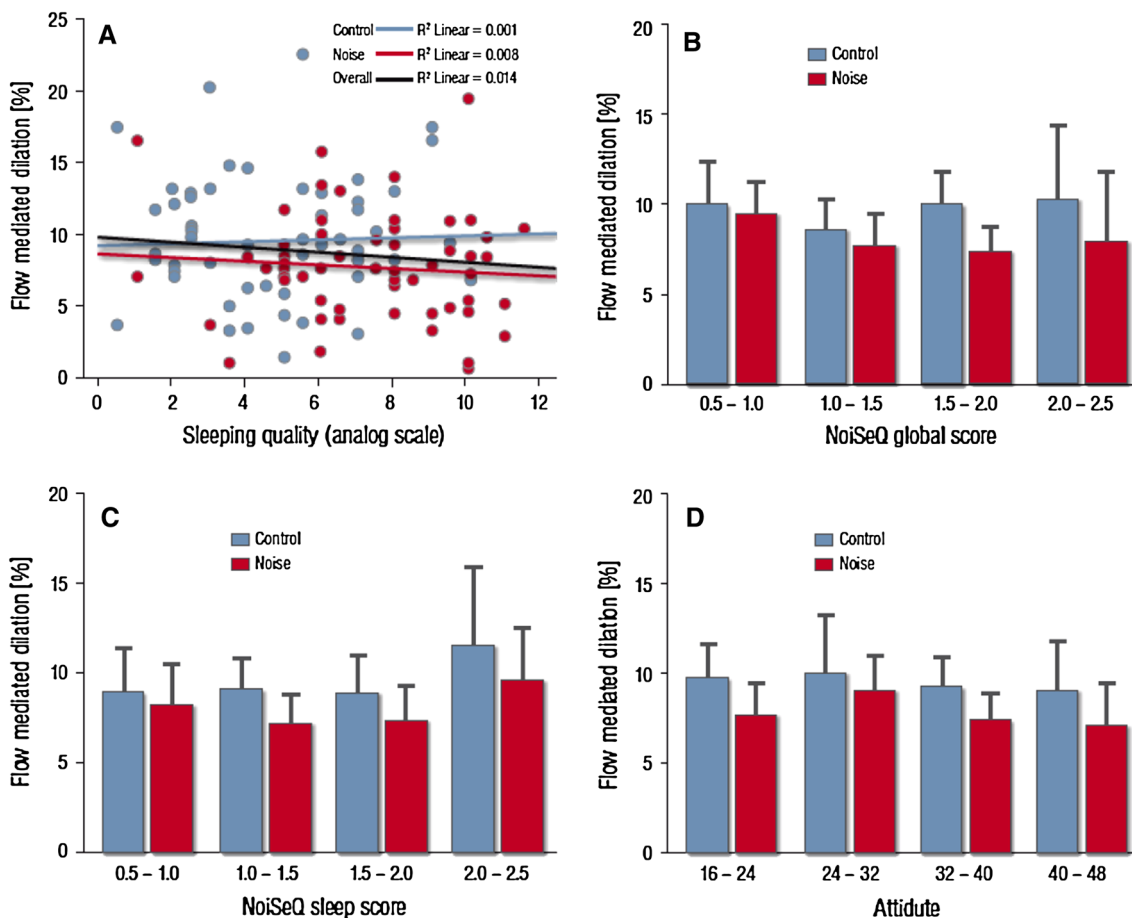 A
Control R² Linear = 0.001
Noise R² Linear = 0.008
Overall R² Linear = 0.014
Flow mediated dilation [%]
25
20
15
10
5
0
0 2 4 6 8 10 12
Sleeping quality (analog scale)
B
Control
Noise
Flow mediated dilation [%]
20
15
10
5
0
0.5 – 1.0 1.0 – 1.5 1.5 – 2.0 2.0 – 2.5
NoiSeQ global score
C
Control
Noise
Flow mediated dilation [%]
20
15
10
5
0
0.5 – 1.0 1.0 – 1.5 1.5 – 2.0 2.0 – 2.5
NoiSeQ sleep score
D
Control
Noise
Flow mediated dilation [%]
20
15
10
5
0
16 – 24 24 – 32 32 – 40 40 – 48
Attidute